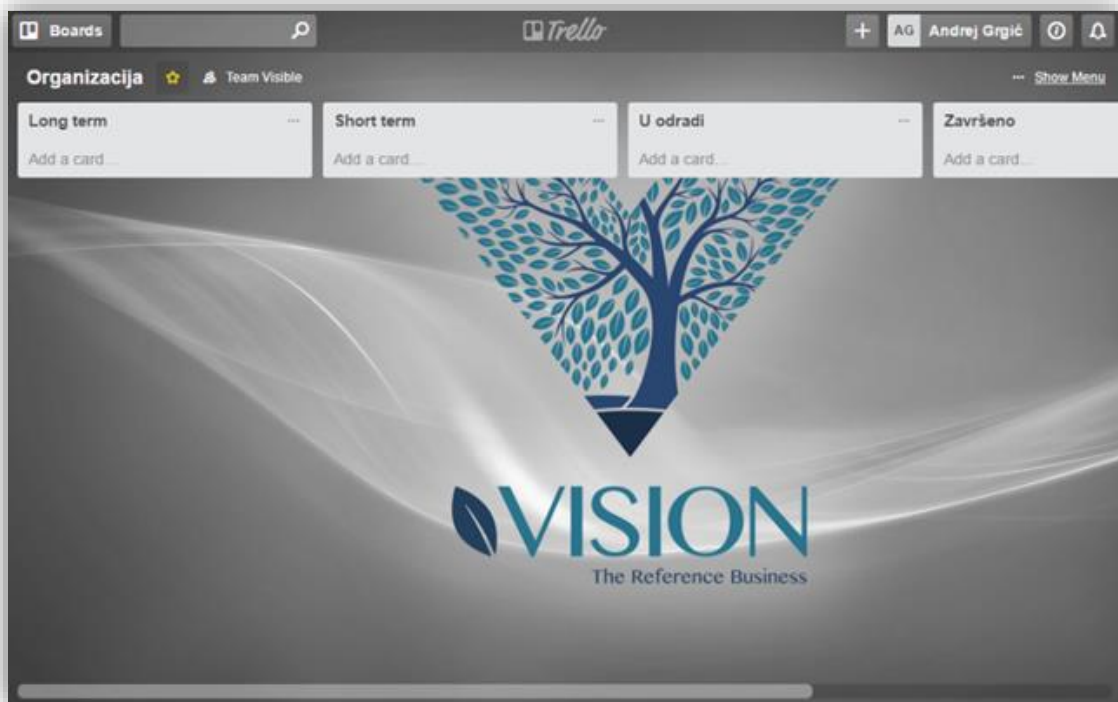 Boards
Trello
AG Andrej Grgić
Organizacija Team Visible ... Show Menu
Long term ... Short term ... U odradi ... Završeno
Add a card... Add a card... Add a card... Add a card...
VISION
The Reference Business